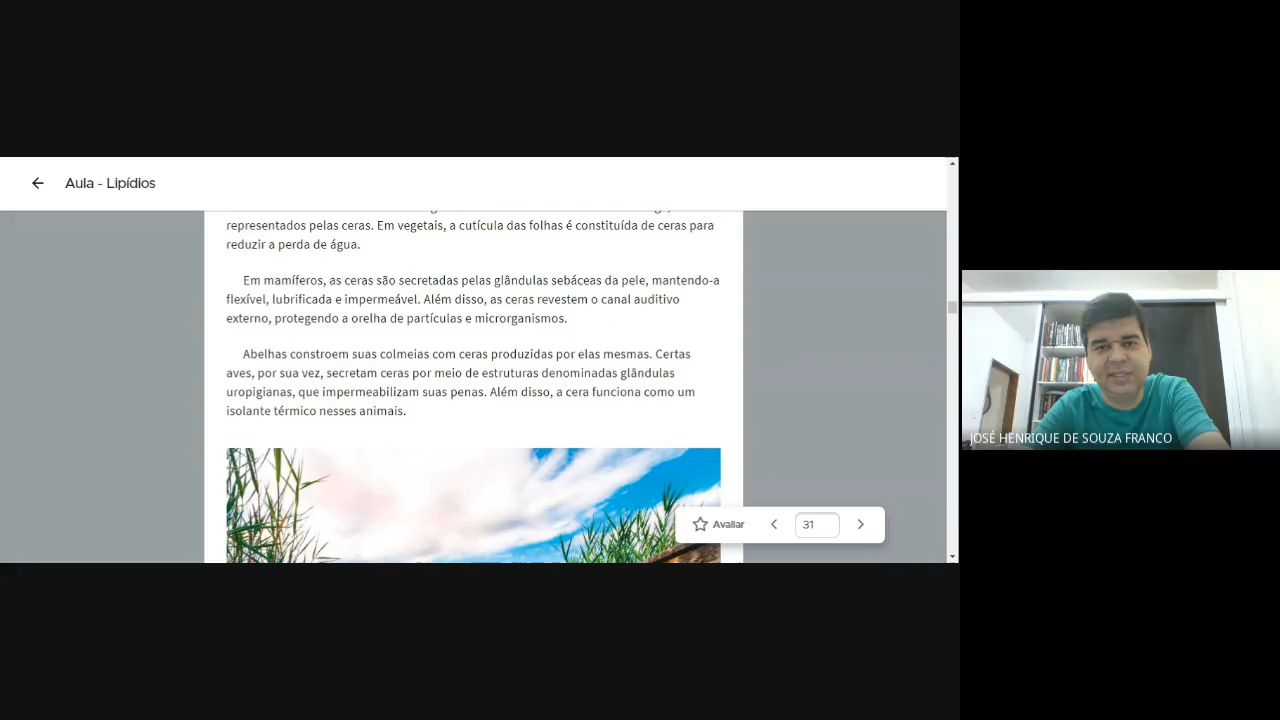 Aula - Lipídios
representados pelas ceras. Em vegetais, a cutícula das folhas é constituída de ceras para
reduzir a perda de água.
Em mamíferos, as ceras são secretadas pelas glândulas sebáceas da pele, mantendo-a
flexível, lubrificada e impermeável. Além disso, as ceras revestem o canal auditivo
externo, protegendo a orelha de partículas e microrganismos.
Abelhas constroem suas colmeias com ceras produzidas por elas mesmas. Certas
aves, por sua vez, secretam ceras por meio de estruturas denominadas glândulas
uropigianas, que impermeabilizam suas penas. Além disso, a cera funciona como um
isolante térmico nesses animais.
Avaliar
31
JOSÉ HENRIQUE DE SOUZA FRANCO